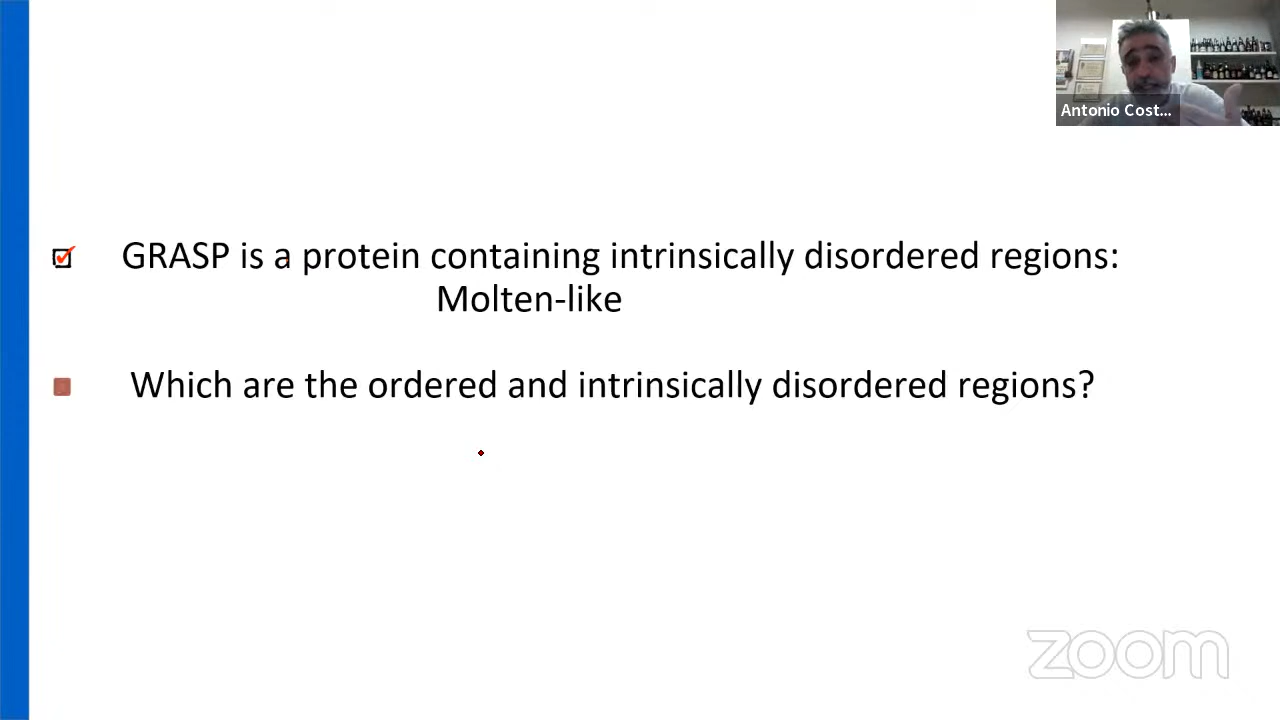 Antonio Cost...
GRASP is a protein containing intrinsically disordered regions:
Molten-like
Which are the ordered and intrinsically disordered regions?
zoom